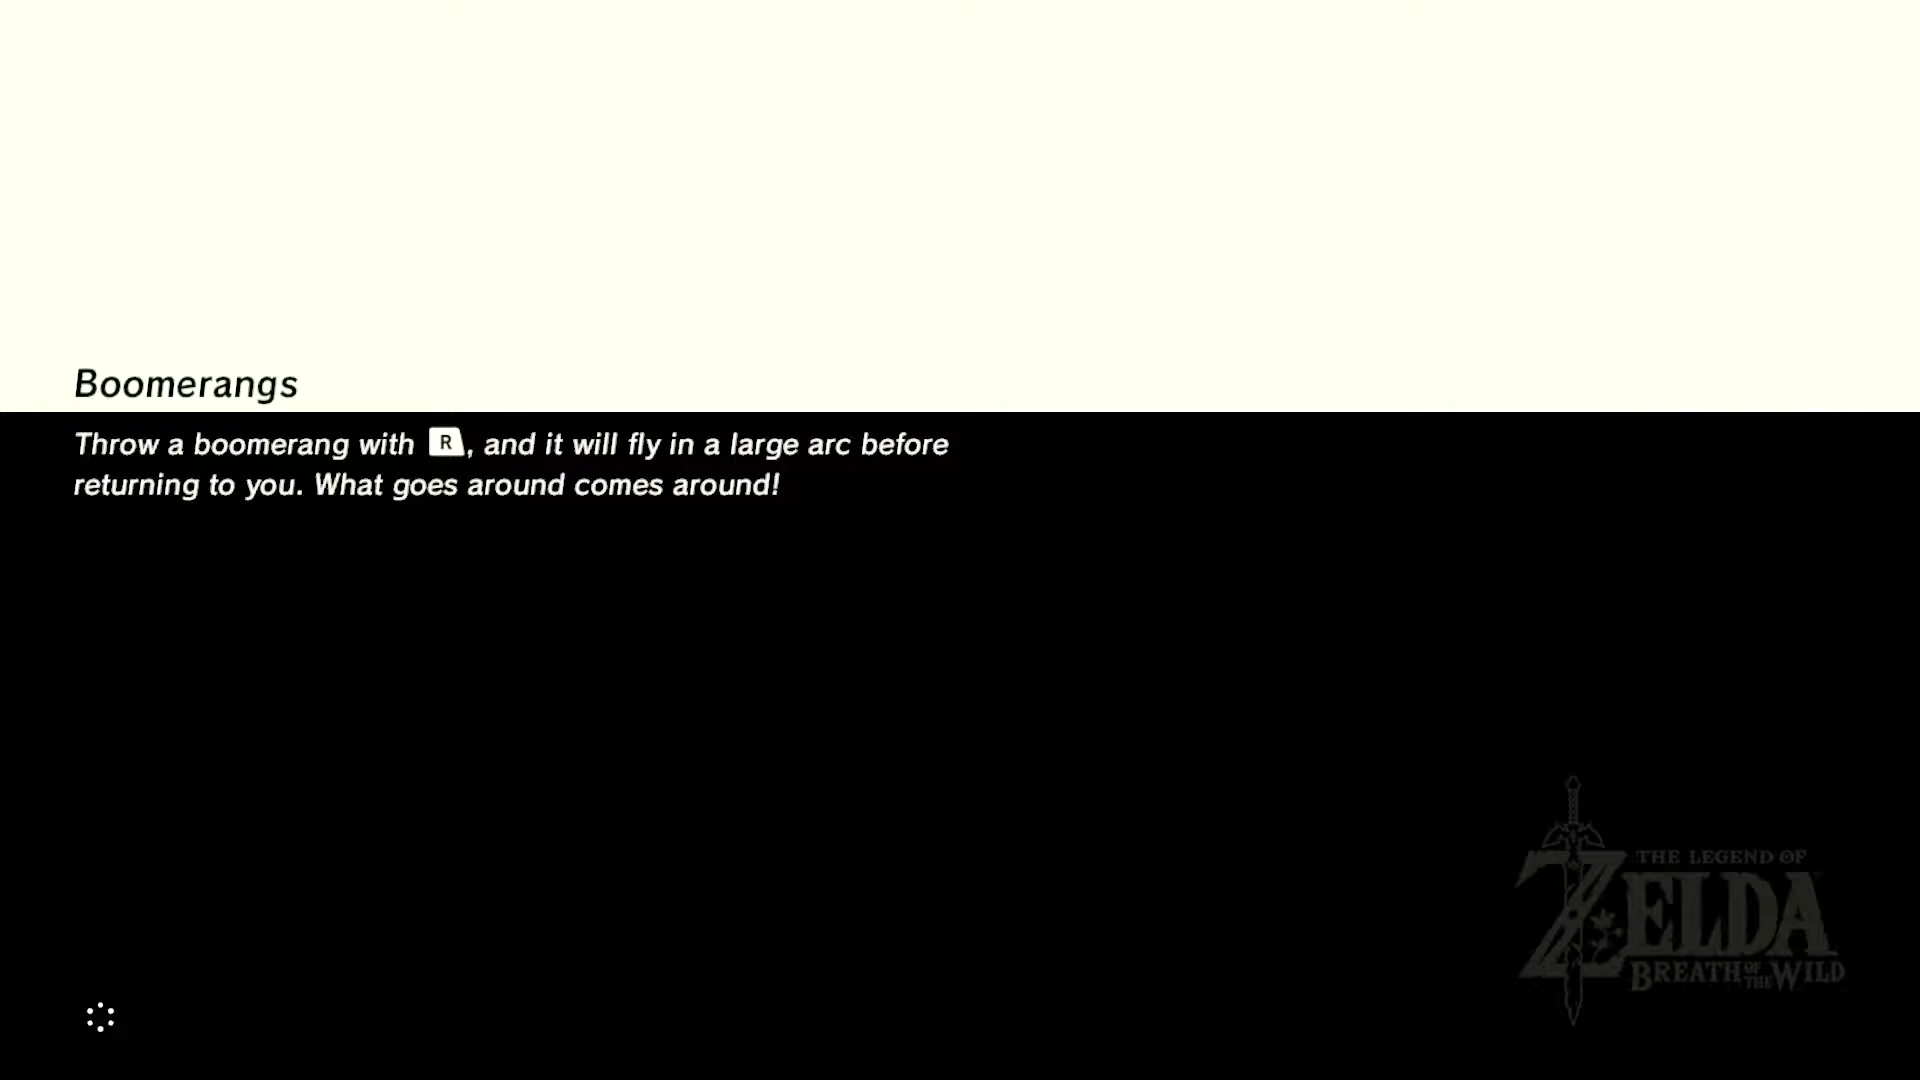 Boomerangs
Throw a boomerang with R, and it will fly in a large arc before
returning to you. What goes around comes around!
THE LEGEND OF
ZELDA
BREATH OF THE WILD